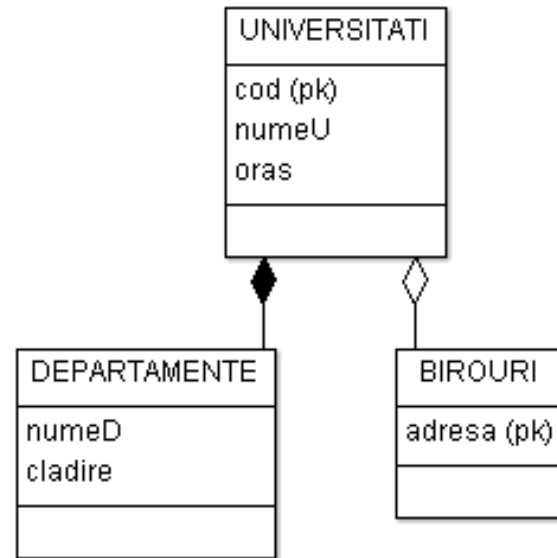 UNIVERSITATI
cod (pk)
numeU
oras
DEPARTAMENTE
numeD
cladire
BIROURI
adresa (pk)